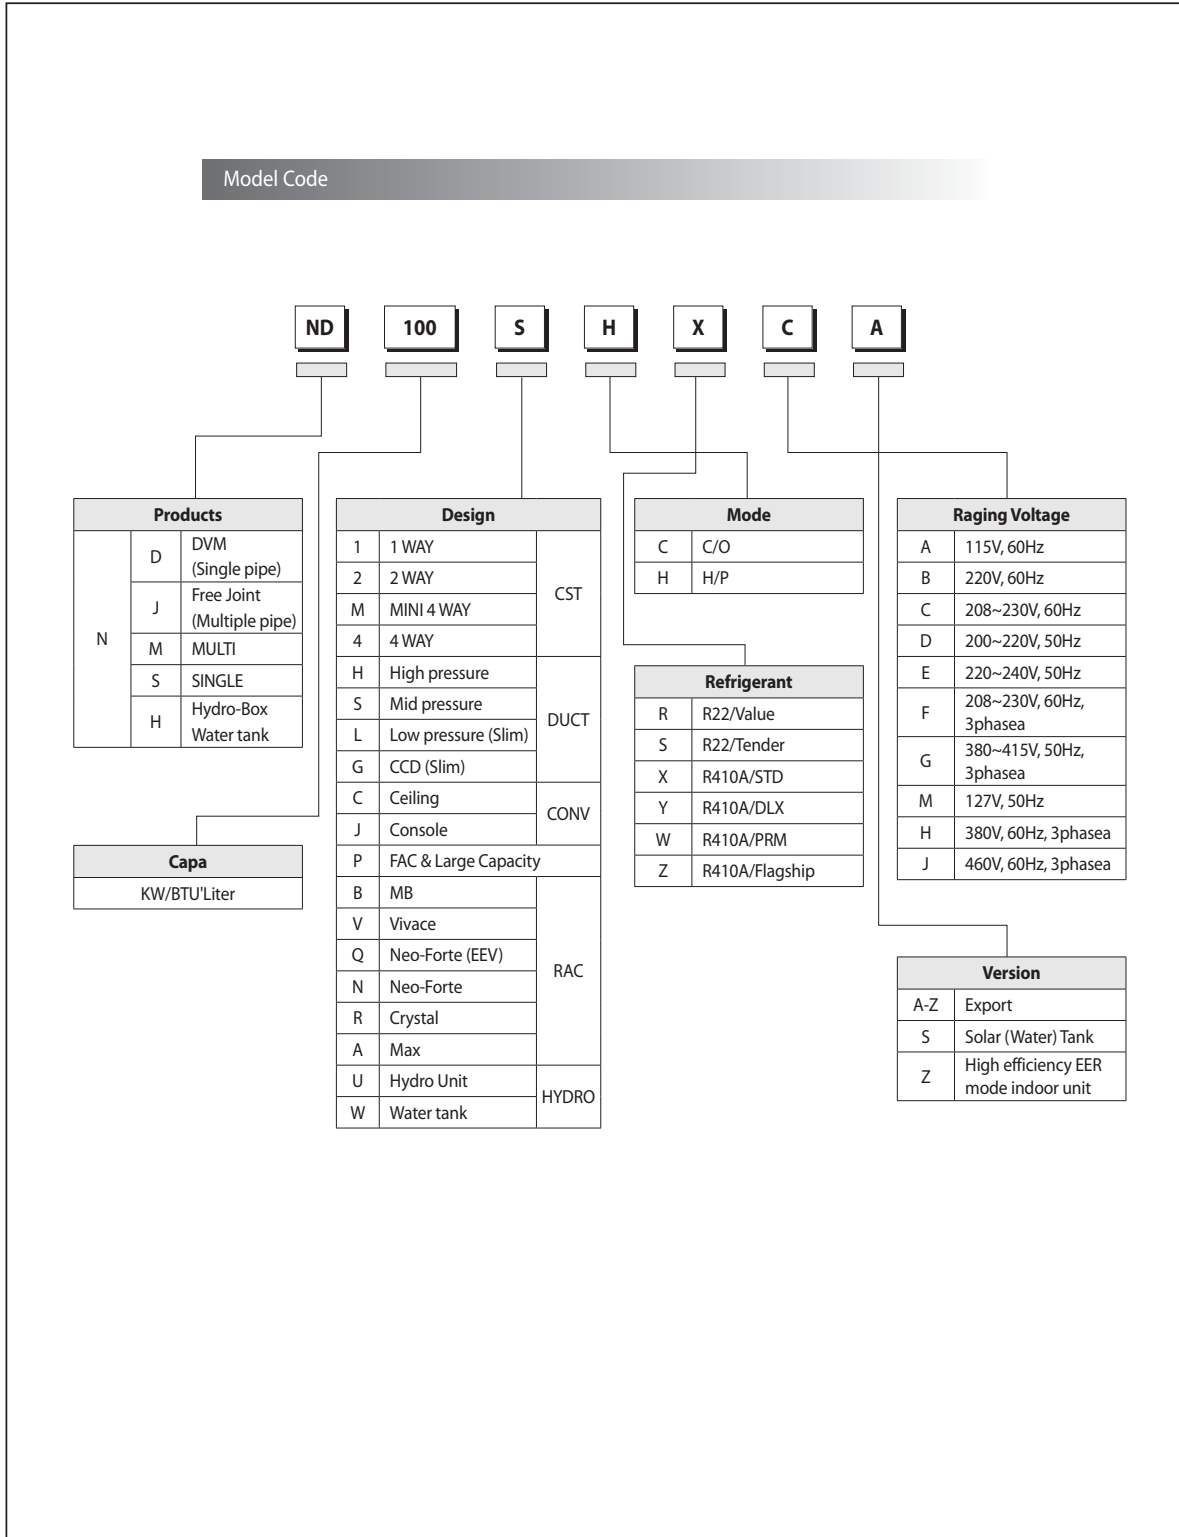 Model Code
ND 100 S H X C A
Products
N
D DVM
(Single pipe)
J Free Joint
(Multiple pipe)
M MULTI
S SINGLE
H Hydro-Box
Water tank
Capa
KW/BTU'Liter
Design
1 1 WAY
2 2 WAY
M MINI 4 WAY
4 4 WAY
CST
H High pressure
S Mid pressure
L Low pressure (Slim)
G CCD (Slim)
DUCT
C Ceiling
J Console
CONV
P FAC & Large Capacity
B MB
V Vivace
Q Neo-Forte (EEV)
N Neo-Forte
R Crystal
A Max
RAC
U Hydro Unit
W Water tank
HYDRO
Mode
C C/O
H H/P
Refrigerant
R R22/Value
S R22/Tender
X R410A/STD
Y R410A/DLX
W R410A/PRM
Z R410A/Flagship
Raging Voltage
A 115V, 60Hz
B 220V, 60Hz
C 208~230V, 60Hz
D 200~220V, 50Hz
E 220~240V, 50Hz
F 208~230V, 60Hz,
3phasea
G 380~415V, 50Hz,
3phasea
M 127V, 50Hz
H 380V, 60Hz, 3phasea
J 460V, 60Hz, 3phasea
Version
A-Z Export
S Solar (Water) Tank
Z High efficiency EER
mode indoor unit